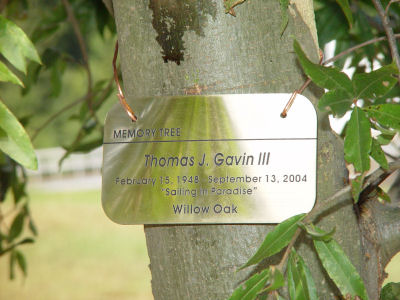 MEMORY TREE
Thomas J. Gavin III
February 15, 1948 - September 13, 2004
"Sailing in Paradise"
Willow Oak